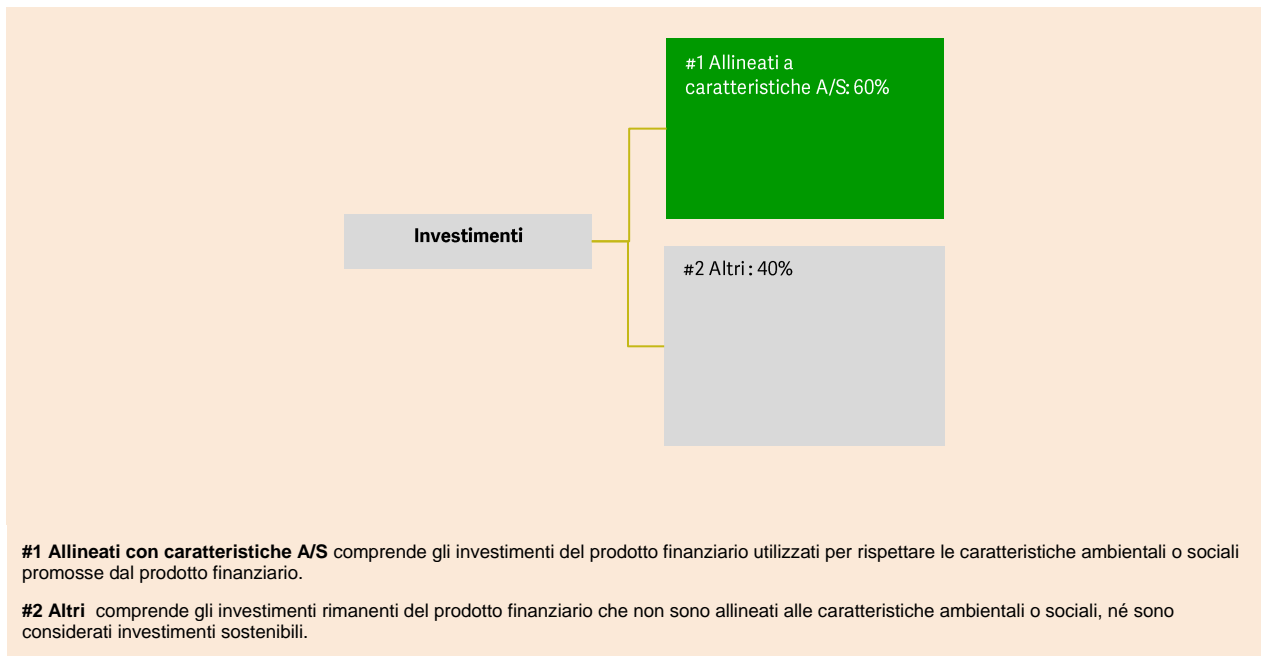 #1 Allineati a
caratteristiche A/S: 60%
Investimenti
#2 Altri : 40%
#1 Allineati con caratteristiche A/S comprende gli investimenti del prodotto finanziario utilizzati per rispettare le caratteristiche ambientali o sociali
promosse dal prodotto finanziario.
#2 Altri comprende gli investimenti rimanenti del prodotto finanziario che non sono allineati alle caratteristiche ambientali o sociali, né sono
considerati investimenti sostenibili.